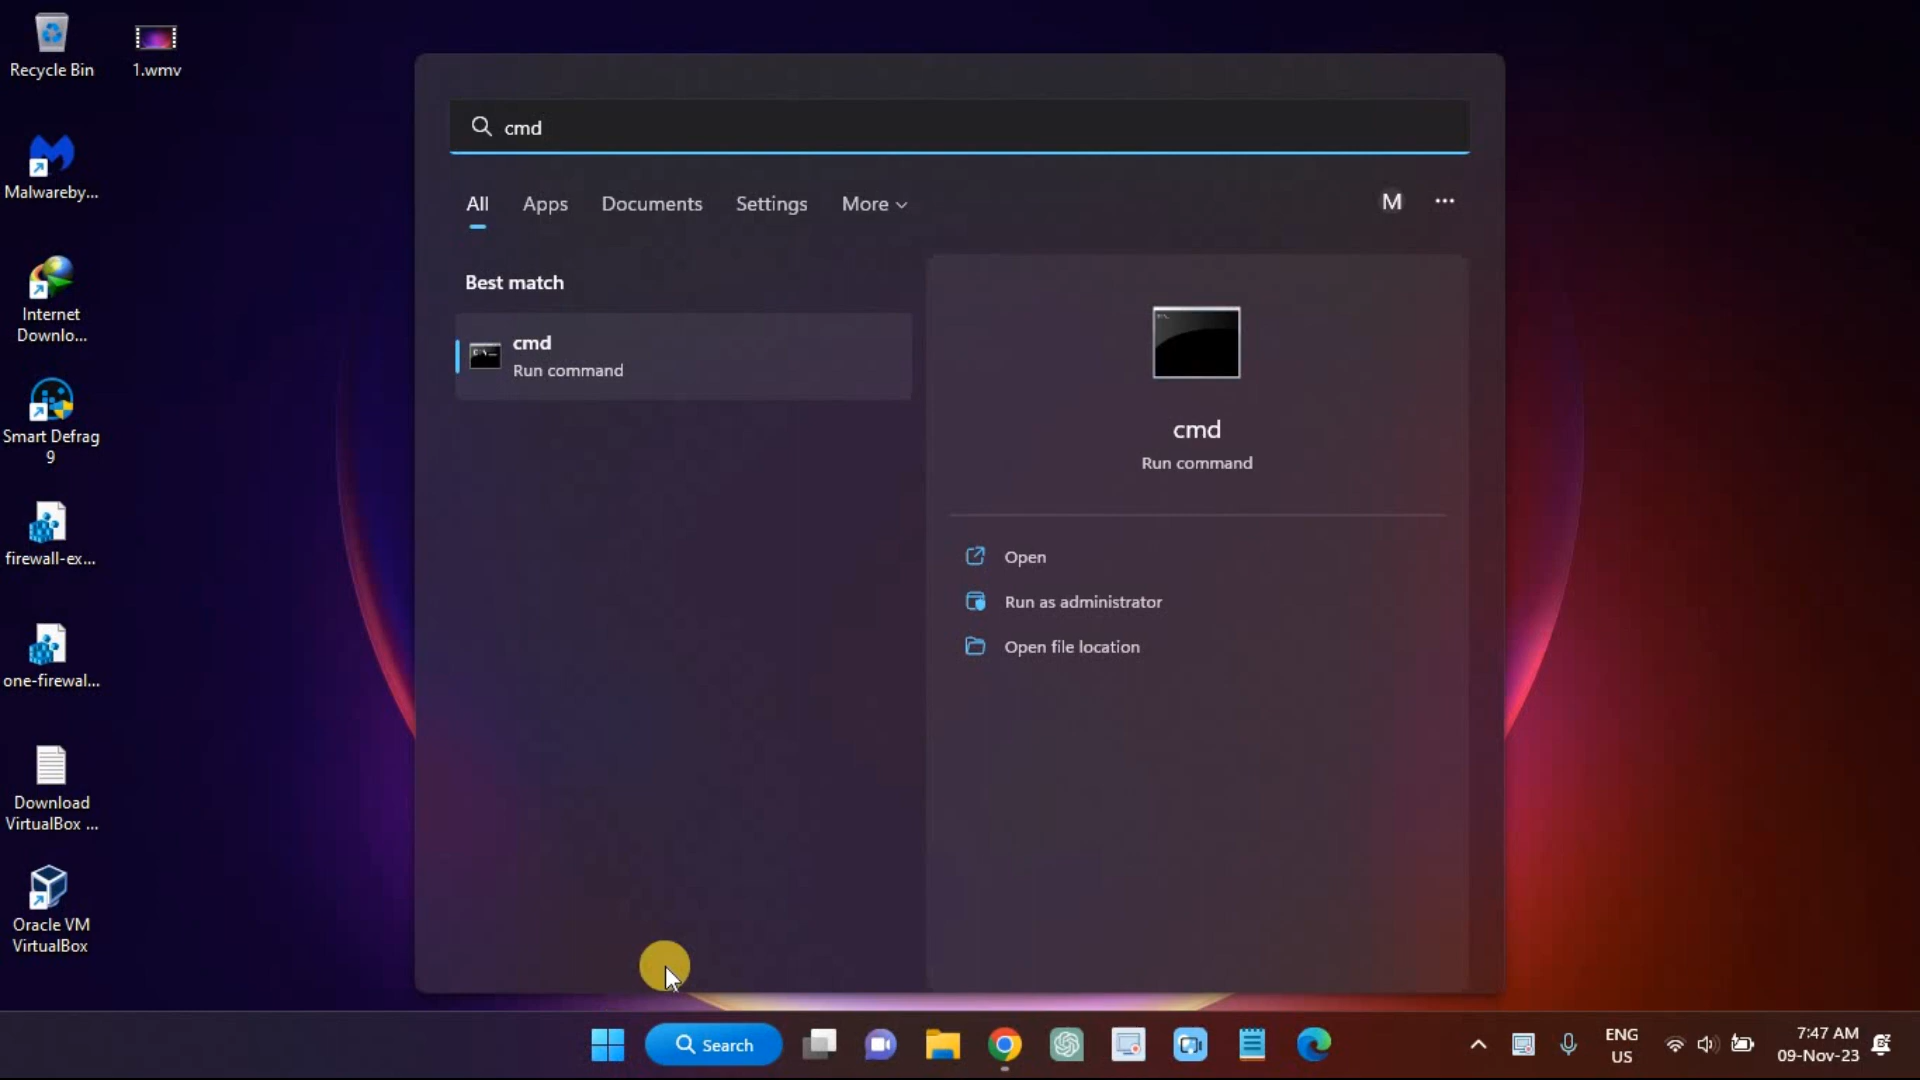 Recycle Bin
1.wmv
Malwareby...
Internet
Downlo...
Smart Defrag
9
firewall-ex...
one-firewal...
Download
VirtualBox ...
Oracle VM
VirtualBox
cmd
All
Apps
Documents
Settings
More
M
Best match
cmd
Run command
cmd
Run command
Open
Run as administrator
Open file location
Search
ENG
US
7:47 AM
09-Nov-23